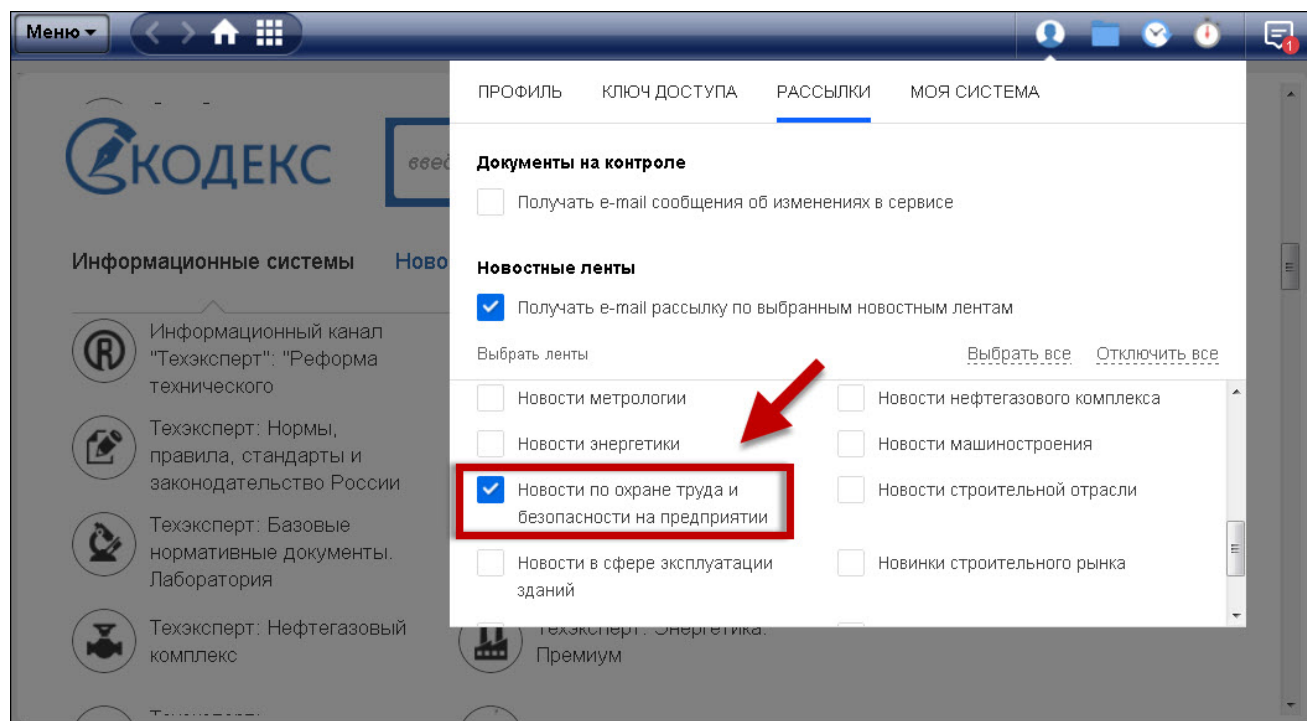 Меню
1
ПРОФИЛЬ КЛЮЧ ДОСТУПА РАССЫЛКИ МОЯ СИСТЕМА
КОДЕКС
Документы на контроле
Получать e-mail сообщения об изменениях в сервисе
Информационные системы
Новостные ленты
Получать e-mail рассылку по выбранным новостным лентам
Выбрать ленты Выбрать все Отключить все
Новости метрологии Новости нефтегазового комплекса
Новости энергетики Новости машиностроения
Новости по охране труда и
безопасности на предприятии
Новости строительной отрасли
Новости в сфере эксплуатации
зданий
Новинки строительного рынка
R
Информационный канал
"Техэксперт": "Реформа
технического
Техэксперт: Нормы,
правила, стандарты и
законодательство России
Техэксперт: Базовые
нормативные документы.
Лаборатория
Техэксперт: Нефтегазовый
комплекс
Техэксперт: Энергетика.
Премиум